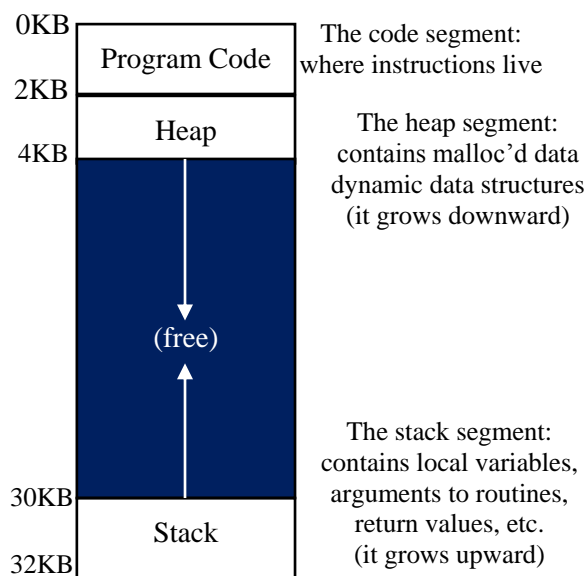 0KB
Program Code
The code segment:
where instructions live
2KB
Heap
The heap segment:
contains malloc’d data
dynamic data structures
(it grows downward)
4KB
(free)
The stack segment:
contains local variables,
arguments to routines,
return values, etc.
(it grows upward)
30KB
Stack
32KB